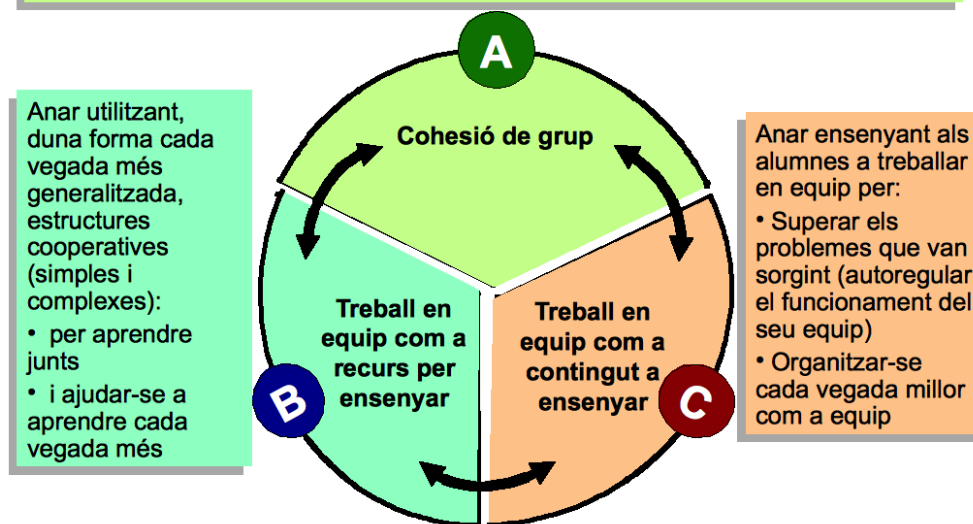 A
Cohesió de grup
Anar utilitzant,
duna forma cada
vegada més
generalitzada,
estructures
cooperatives
(simples i
complexes):
• per aprendre
junts
• i ajudar-se a
aprendre cada
vegada més
Treball en
equip com a
recurs per
ensenyar
B
Treball en
equip com a
contingut a
ensenyar
C
Anar ensenyant als
alumnes a treballar
en equip per:
• Superar els
problemes que van
sorgint (autoregular
el funcionament del
seu equip)
• Organitzar-se
cada vegada millor
com a equip